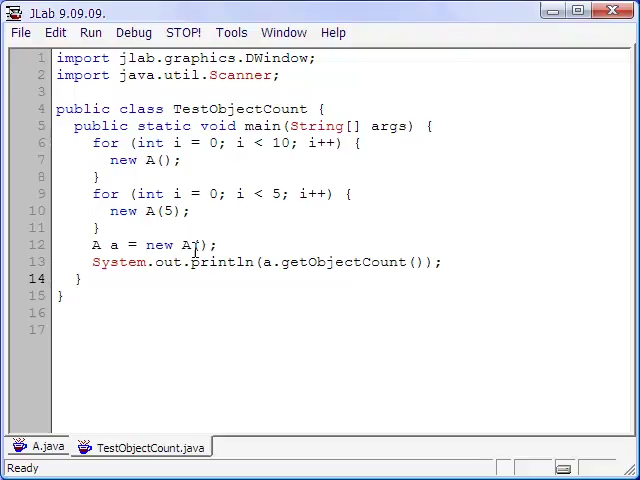 JLab 9.09.09.
File Edit Run Debug STOP! Tools Window Help
1 import jlab.graphics.DWindow;
2 import java.util.Scanner;
3
4 public class TestObjectCount {
5 public static void main(String[] args) {
6 for (int i = 0; i < 10; i++) {
7 new A();
8 }
9 for (int i = 0; i < 5; i++) {
10 new A(5);
11 }
12 A a = new A();
13 System.out.println(a.getObjectCount());
14 }
15 }
16
17
A.java TestObjectCount.java
Ready